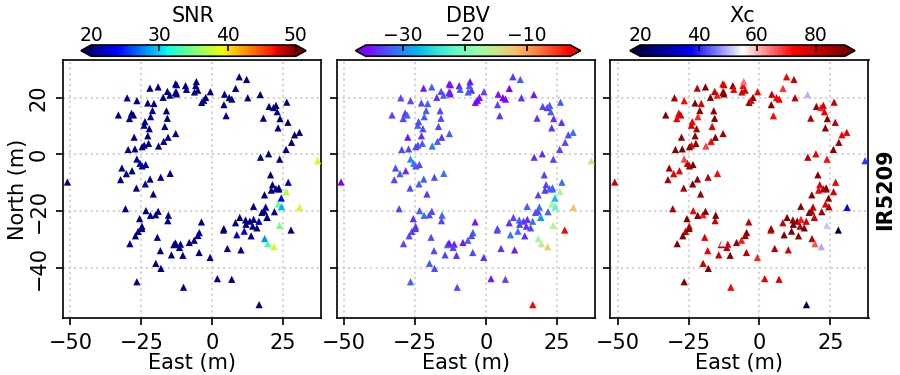 SNR DBV Xc
20 30 40 50 −30 −20 −10 20 40 60 80
20
0
−20
−40
North (m)
IR5209
−50 −25 0 25 −50 −25 0 25 −50 −25 0 25
East (m) East (m) East (m)